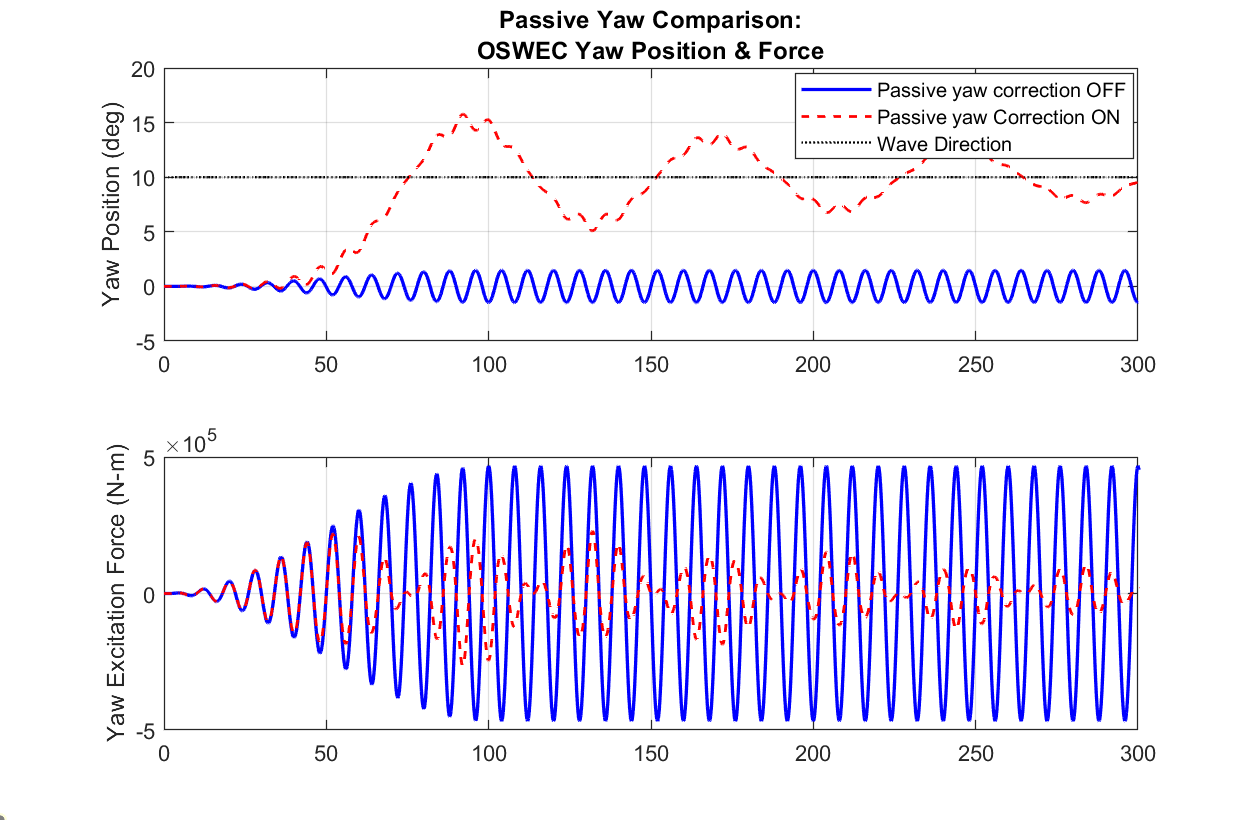 Passive Yaw Comparison:
OSWEC Yaw Position & Force
Yaw Position (deg)
20
15
10
5
0
-5
Passive yaw correction OFF
Passive yaw Correction ON
Wave Direction
0 50 100 150 200 250 300
Yaw Excitation Force (N-m)
×10^5
5
0
-5
0 50 100 150 200 250 300